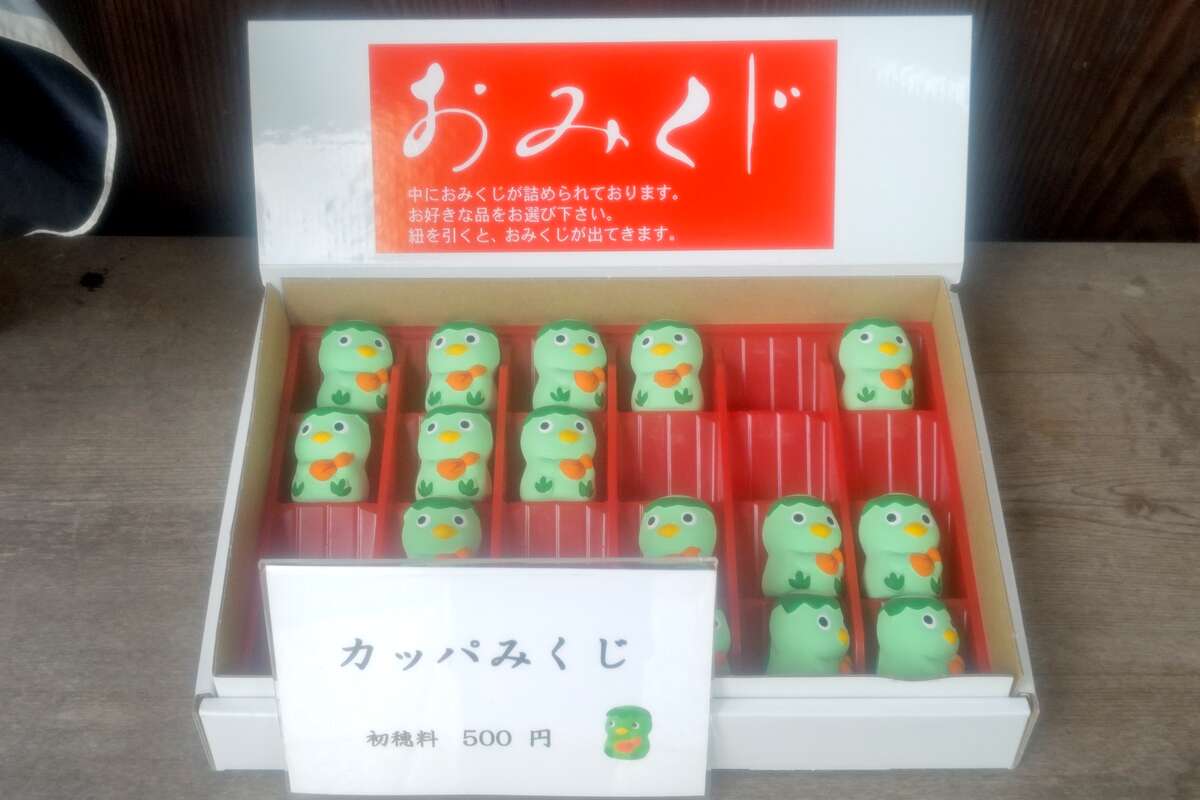 おみくじ
中におみくじが詰められております。
お好きな品をお選び下さい。
紐を引くと、おみくじが出てきます。
カッパみくじ
初穂料 500 円